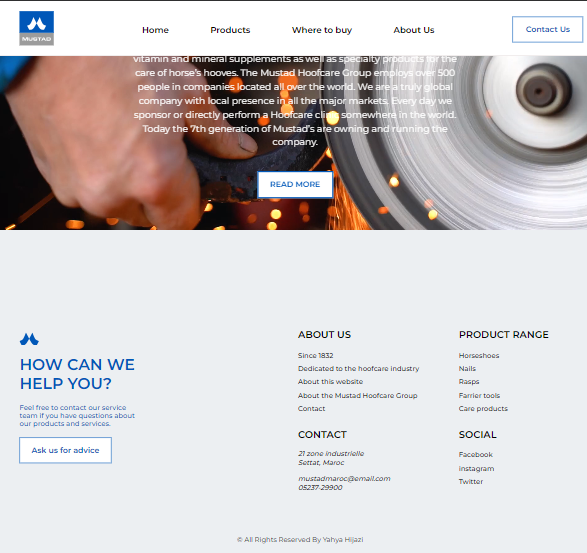 MUSTAD
Home
Products
Where to buy
About Us
Contact Us
vitamin and mineral supplements as well as specialty products for the
care of horse's hooves. The Mustad Hoofcare Group employs over 500
people in companies located all over the world. We are a truly global
company with local presence in all the major markets. Every day we
sponsor or directly perform a Hoofcare clinic somewhere in the world.
Today the 7th generation of Mustad's are owning and running the
company.
READ MORE
HOW CAN WE
HELP YOU?
Feel free to contact our service
team if you have questions about
our products and services.
Ask us for advice
ABOUT US
Since 1832
Dedicated to the hoofcare industry
About this website
About the Mustad Hoofcare Group
Contact
PRODUCT RANGE
Horseshoes
Nails
Rasps
Farrier tools
Care products
CONTACT
21 zone industrielle
Settat, Maroc
mustadmaroc@email.com
05237-29900
SOCIAL
Facebook
Instagram
Twitter
© All Rights Reserved By Yahya Hijazi